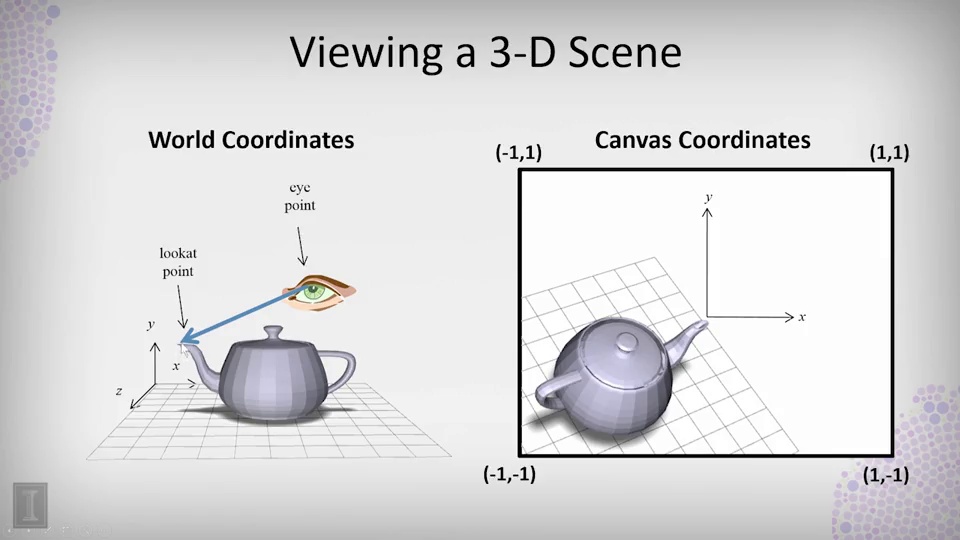 Viewing a 3-D Scene
World Coordinates
eye
point
lookat
point
y
x
z
Canvas Coordinates
(-1,1)
(1,1)
y
x
(-1,-1)
(1,-1)
I